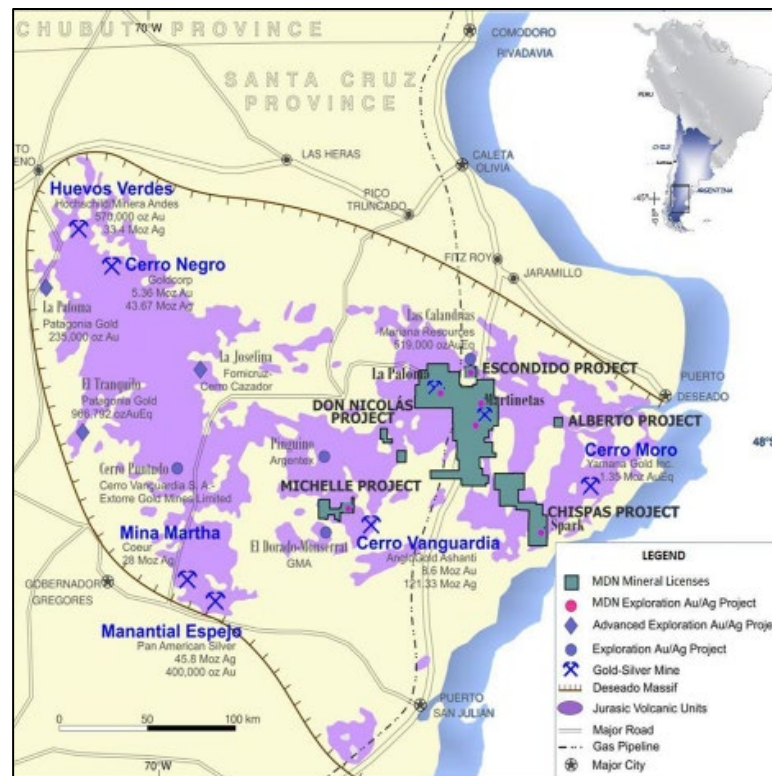 70°W
CHUBUT PROVINCE
COMODORO
RIVADAVIA
SANTA CRUZ
PROVINCE
LAS HERAS
CALETA
OLIVIA
PICO
TRUNCADO
FITZ ROY
JARAMILLO
Huevos Verdes
Hochschild Minera Andes
570,000 oz Au
33.4 Moz Ag
Cerro Negro
Goldcorp
5.36 Moz Au
43.67 Moz Ag
La Paloma
Patagonia Gold
235,000 oz Au
La Josefina
Fomicruz-
Cerro Cazador
Las Calandrias
Mariana Resources
519,000 ozAuEq
ESCONDIDO PROJECT
La Paloma
Martinetas
PUERTO
DESEADO
El Tranquilo
Patagonia Gold
DON NICOLÁS
PROJECT
ALBERTO PROJECT
48°S
Cerro Moro
Yamana Gold Inc.
1.35 Moz AuEq
Pinguino
Argentex
Cerro Puntudo
Cerro Vanguardia S. A.-
Extorre Gold Mines Limited
MICHELLE PROJECT
CHISPAS PROJECT
Spark
Cerro Vanguardia
AngloGold Ashanti
8.6 Moz Au
121.33 Moz Ag
El Dorado-Monserrat
GMA
Mina Martha
Coeur
28 Moz Ag
GOBERNADOR
GREGORES
Manantial Espejo
Pan American Silver
45.8 Moz Ag
400,000 oz Au
PUERTO
SAN JULIAN
0 50 100 km
70°W
PERU
CHILE
ARGENTINA
LEGEND
MDN Mineral Licenses
MDN Exploration Au/Ag Project
Advanced Exploration Au/Ag Proje
Exploration Au/Ag Project
Gold-Silver Mine
Deseado Massif
Jurasic Volcanic Units
Major Road
Gas Pipeline
Major City